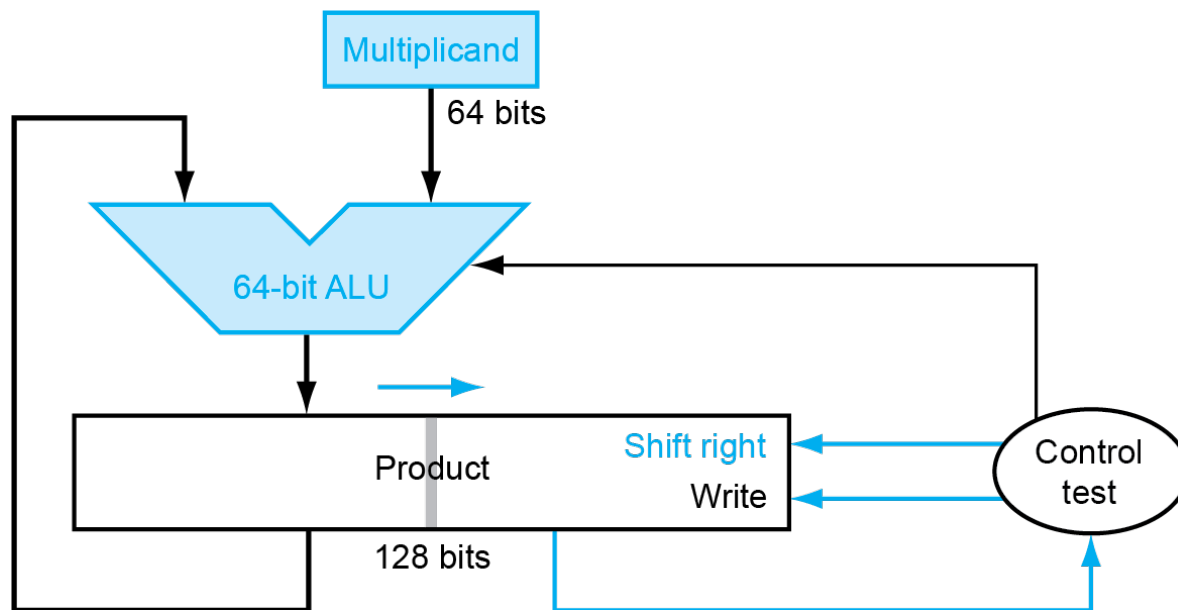 Multiplicand
64 bits
64-bit ALU
Shift right
Product
Write
128 bits
Control
test